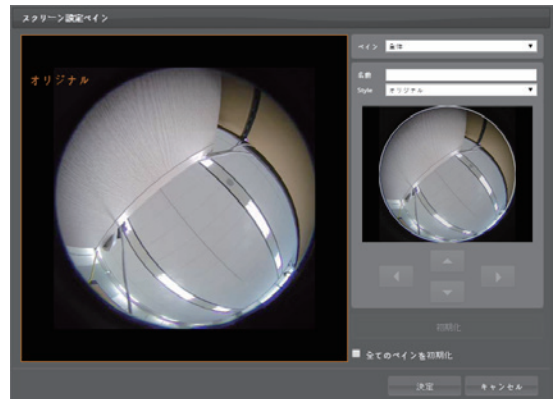 スクリーン設定ペイン
オリジナル
ペイン 全体
名前
Style オリジナル
初期化
全てのペインを初期化
決定 キャンセル